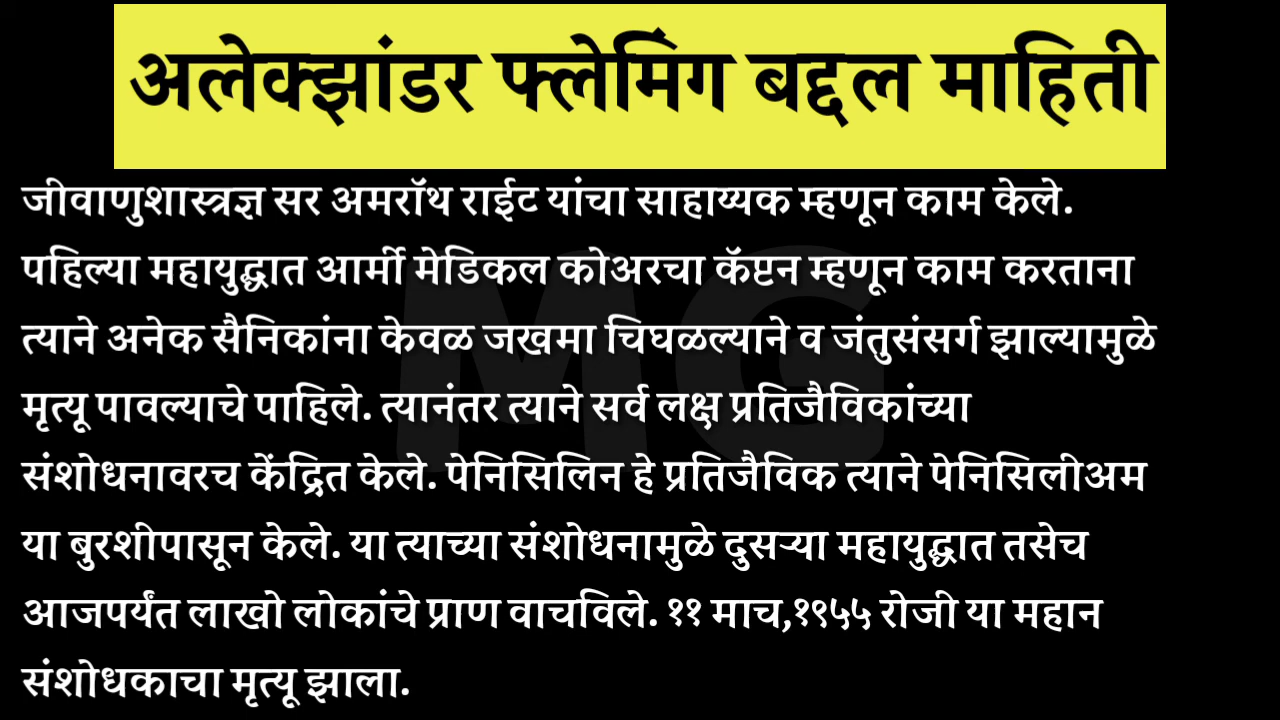 अलेक्झांडर फ्लेमिंग बद्दल माहिती
जीवाणुशास्त्रज्ञ सर अमरॉथ राईट यांचा साहाय्यक म्हणून काम केले.
पहिल्या महायुद्धात आर्मी मेडिकल कोअरचा कॅप्टन म्हणून काम करताना
त्याने अनेक सैनिकांना केवळ जखमा चिघळल्याने व जंतुसंसर्ग झाल्यामुळे
मृत्यू पावल्याचे पाहिले. त्यानंतर त्याने सर्व लक्ष प्रतिजैविकांच्या
संशोधनावरच केंद्रित केले. पेनिसिलिन हे प्रतिजैविक त्याने पेनिसिलीअम
या बुरशीपासून केले. या त्याच्या संशोधनामुळे दुसऱ्या महायुद्धात तसेच
आजपर्यंत लाखो लोकांचे प्राण वाचविले. ११ माच,१९५५ रोजी या महान
संशोधकाचा मृत्यू झाला.
MG